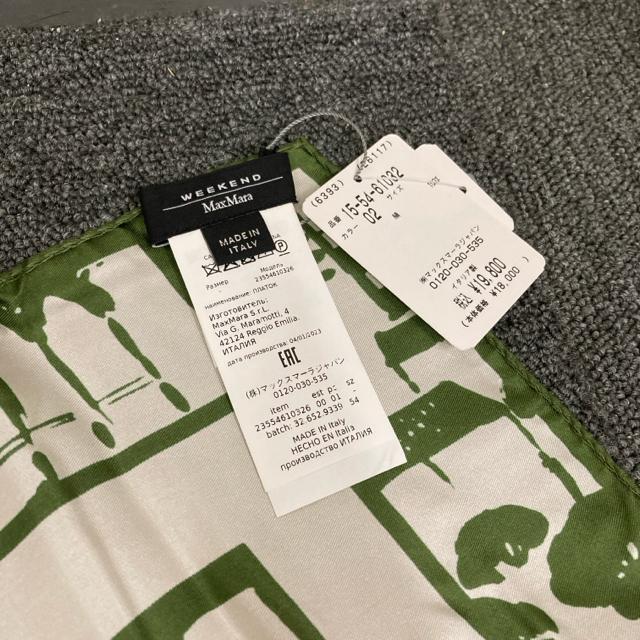 WEEKEND
MaxMara
MADE IN
ITALY
Размер
-
Модель
23554610326
наименование: ПЛАТОК
Изготовитель:
MaxMara S.r.l.
Via G. Maramotti, 4
42124 Reggio Emilia.
ИТАЛИЯ
дата производства: 04/01/2023
EAC
(株)マックスマーラジャパン
0120-030-535
item est p- sz
23554610326 00 01
batch: 32.652.9339 54
MADE IN Italy
HECHO EN Italia
производство ИТАЛИЯ
(6393)
品番 15-54-61032
カラー 02 サイズ
㈱マックスマーラジャパン
0120-030-535
イタリア製
税込 ¥19,800
(本体価格 ¥18,000)